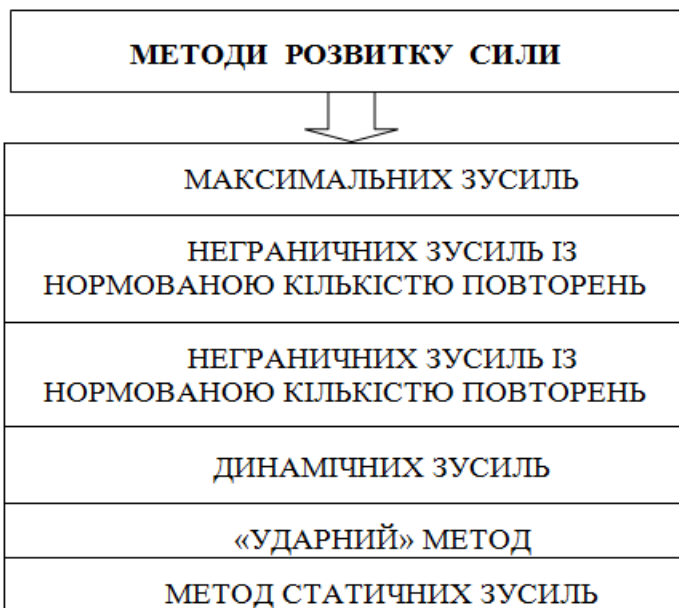 МЕТОДИ РОЗВИТКУ СИЛИ
МАКСИМАЛЬНИХ ЗУСИЛЬ
НЕГРАНИЧНИХ ЗУСИЛЬ ІЗ
НОРМОВАНОЮ КІЛЬКІСТЮ ПОВТОРЕНЬ
НЕГРАНИЧНИХ ЗУСИЛЬ ІЗ
НОРМОВАНОЮ КІЛЬКІСТЮ ПОВТОРЕНЬ
ДИНАМІЧНИХ ЗУСИЛЬ
«УДАРНИЙ» МЕТОД
МЕТОД СТАТИЧНИХ ЗУСИЛЬ